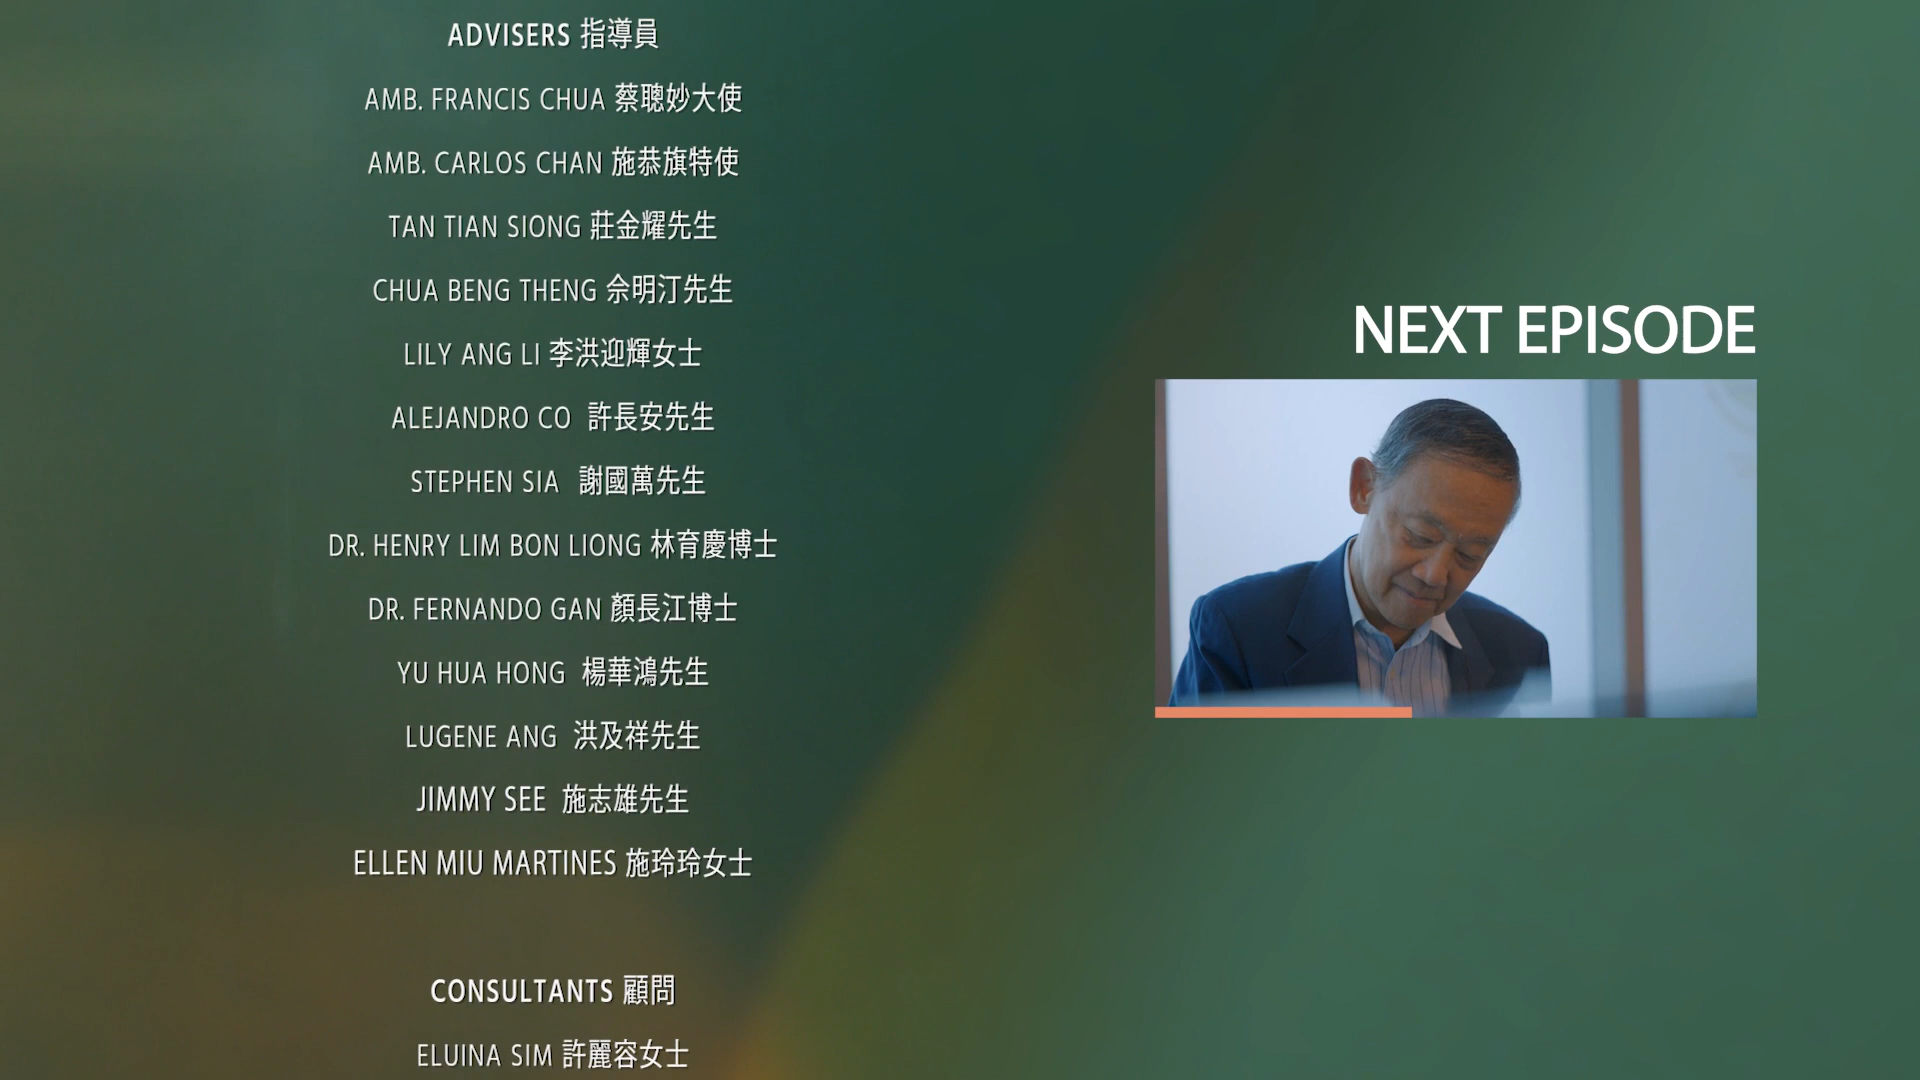 ADVISERS 指導員
AMB. FRANCIS CHUA 蔡聰妙大使
AMB. CARLOS CHAN 施恭旗特使
TAN TIAN SIONG 莊金耀先生
CHUA BENG THENG 佘明汀先生
LILY ANG LI 李洪迎輝女士
ALEJANDRO CO 許長安先生
STEPHEN SIA 謝國萬先生
DR. HENRY LIM BON LIONG 林育慶博士
DR. FERNANDO GAN 顏長江博士
YU HUA HONG 楊華鴻先生
LUGENE ANG 洪及祥先生
JIMMY SEE 施志雄先生
ELLEN MIU MARTINES 施玲玲女士
CONSULTANTS 顧問
ELUINA SIM 許麗容女士
NEXT EPISODE